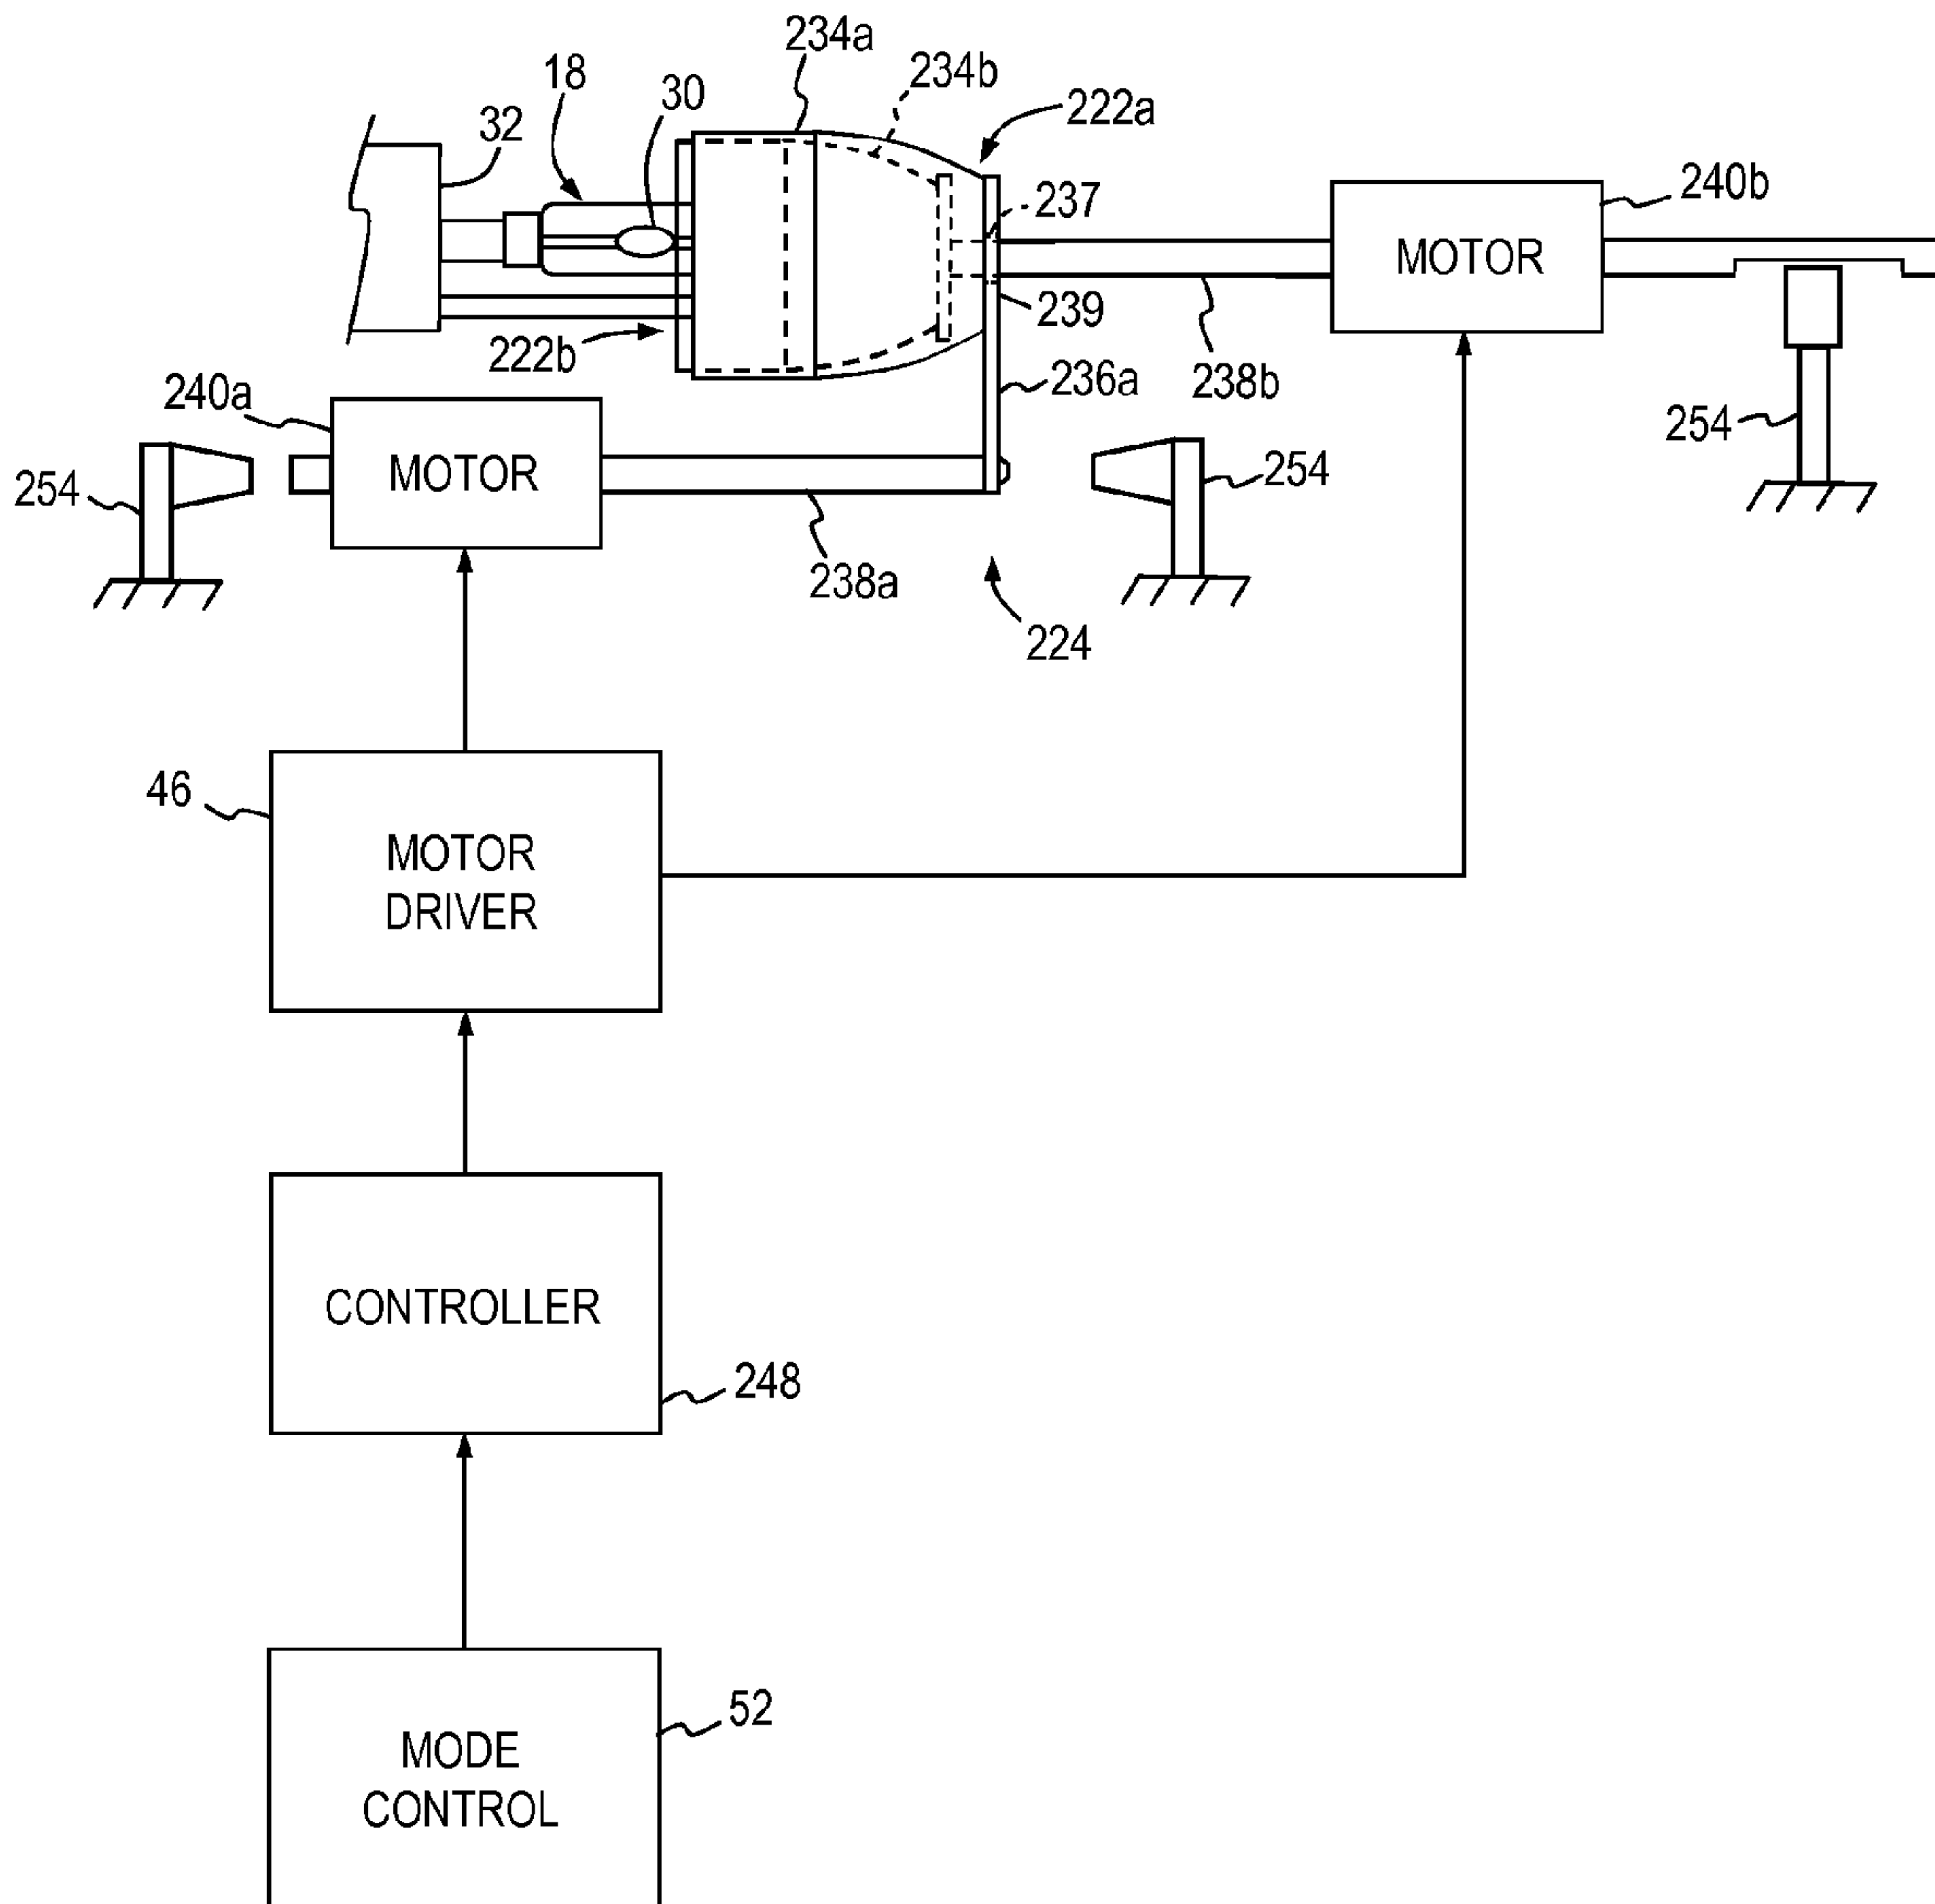 234a
234b
18
30
222a
32
237
240b
MOTOR
239
222b
236a
238b
240a
254
MOTOR
254
254
238a
224
46
MOTOR
DRIVER
CONTROLLER
248
52
MODE
CONTROL